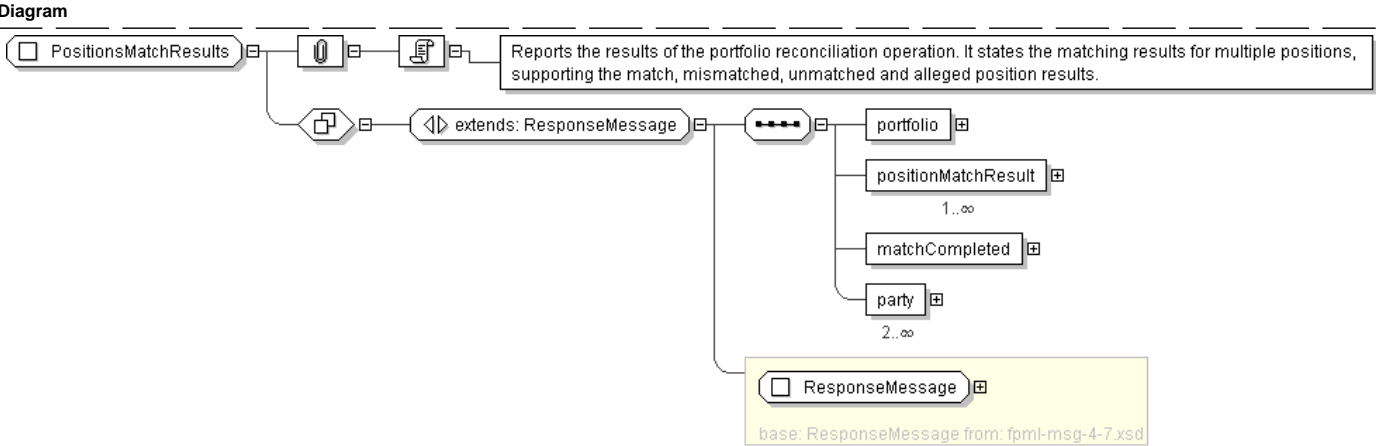 Diagram
PositionsMatchResults
Reports the results of the portfolio reconciliation operation. It states the matching results for multiple positions,
supporting the match, mismatched, unmatched and alleged position results.
extends: ResponseMessage
portfolio
positionMatchResult
1..∞
matchCompleted
party
2..∞
ResponseMessage
base: ResponseMessage from: fpml-msg-4-7.xsd